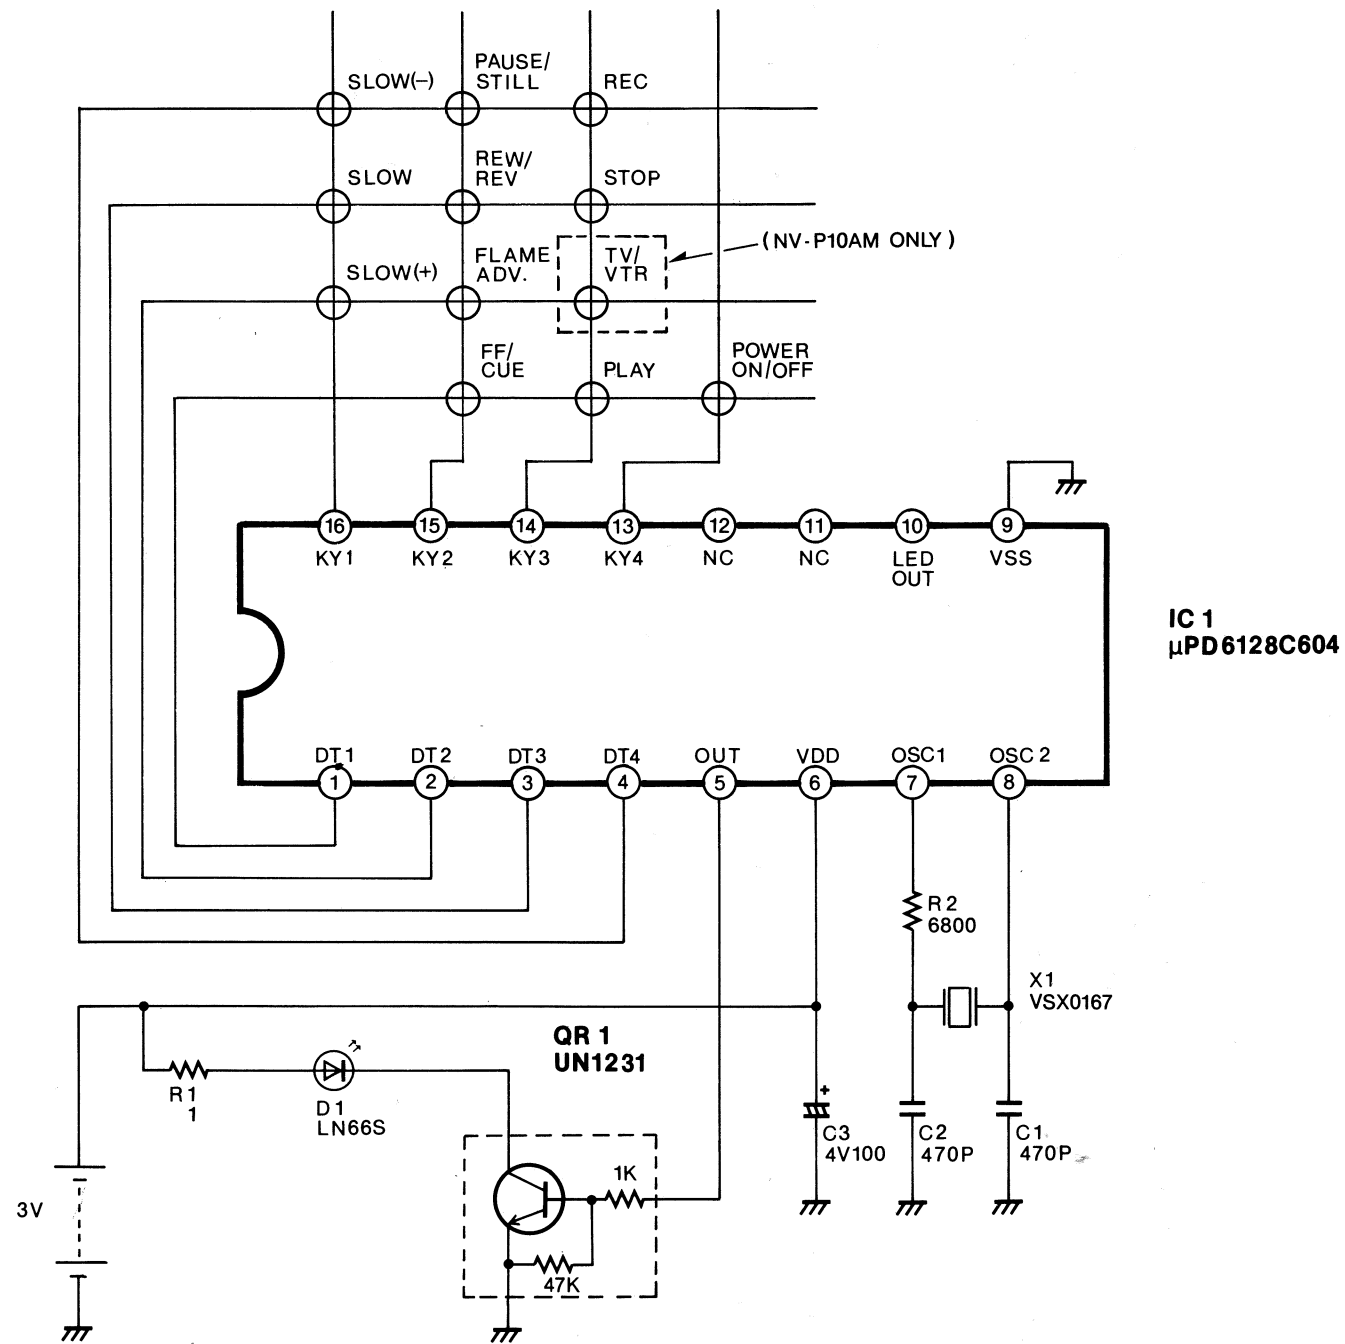 SLOW(−)
PAUSE/
STILL
REC
SLOW
REW/
REV
STOP
(NV-P10AM ONLY)
SLOW(+)
FLAME
ADV.
TV/
VTR
FF/
CUE
PLAY
POWER
ON/OFF
16
15
14
13
12
11
10
9
KY1
KY2
KY3
KY4
NC
NC
LED
OUT
VSS
IC 1
μPD6128C604
DT1
DT2
DT3
DT4
OUT
VDD
OSC1
OSC2
1
2
3
4
5
6
7
8
R2
6800
X1
VSX0167
QR 1
UN1231
R1
1
D1
LN66S
+
C3
4V100
C2
470P
C1
470P
1K
47K
3V